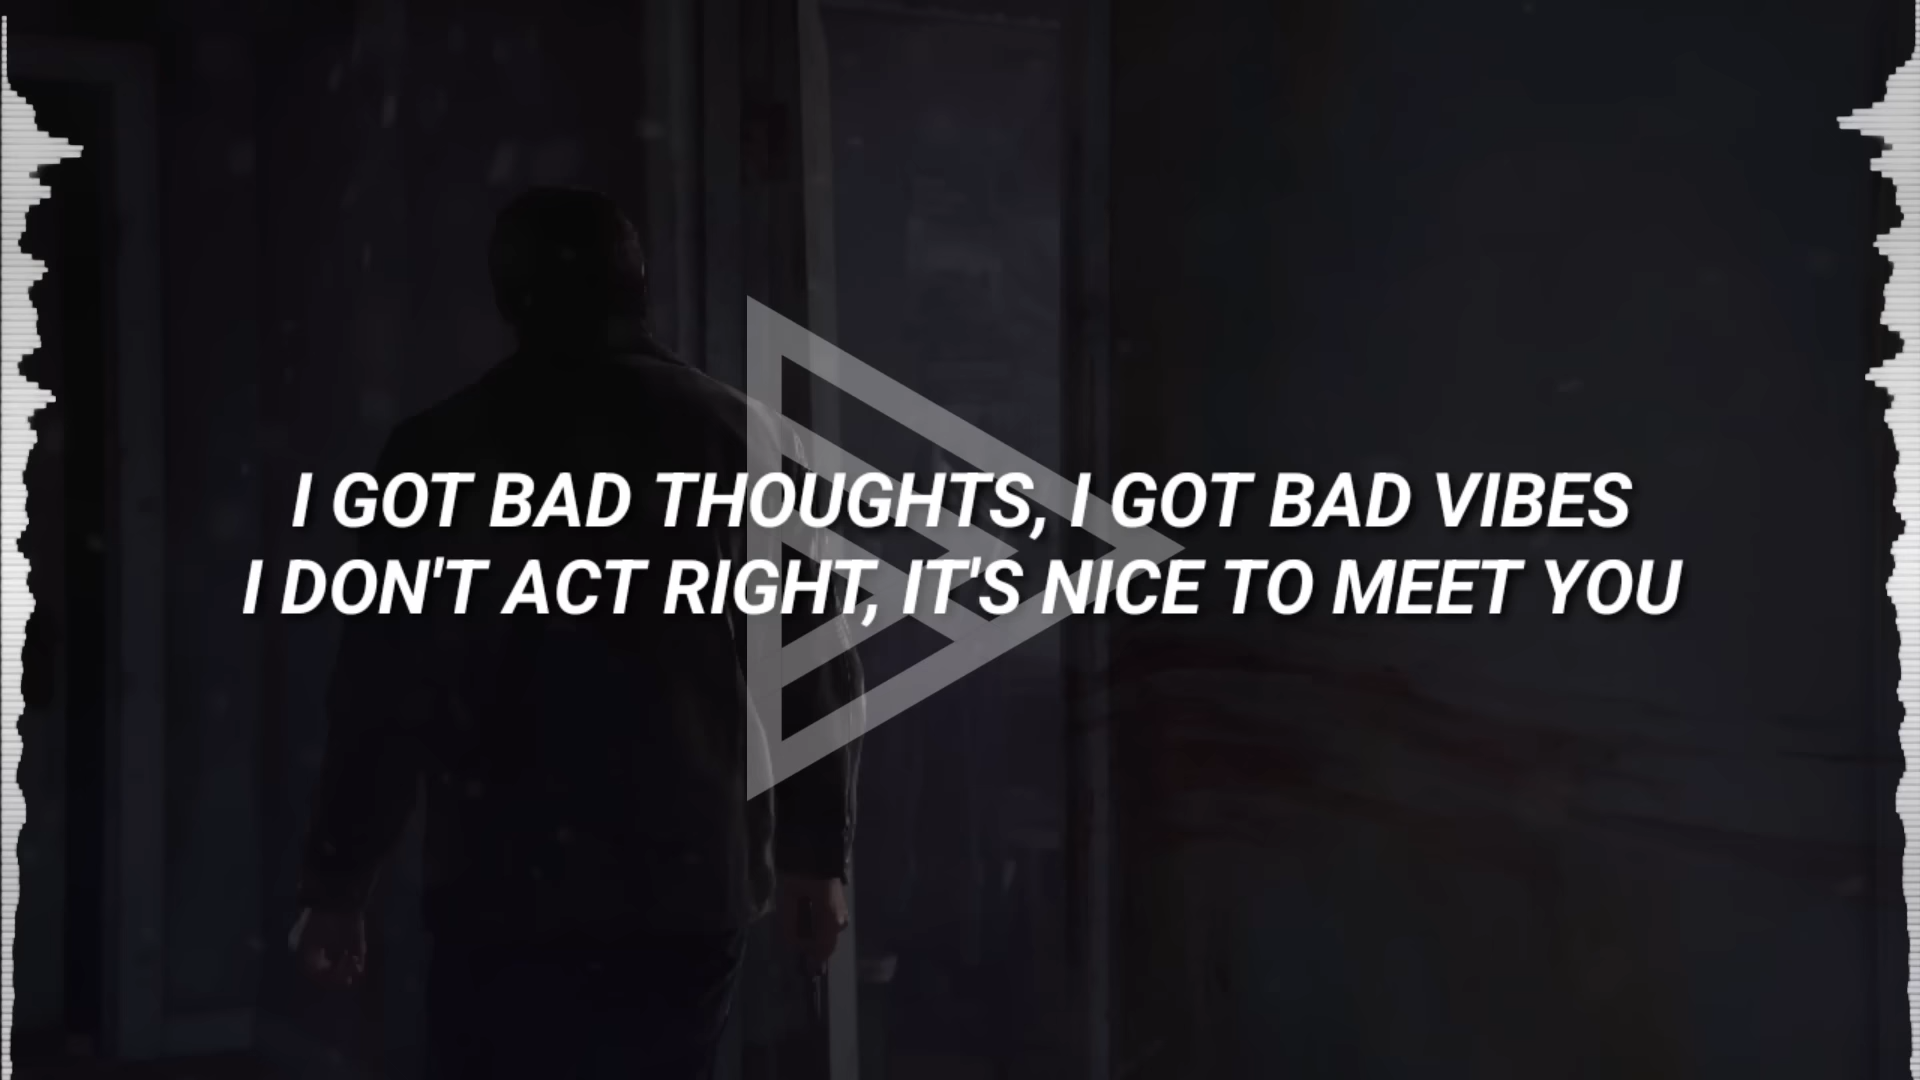 I GOT BAD THOUGHTS, I GOT BAD VIBES
I DON'T ACT RIGHT, IT'S NICE TO MEET YOU